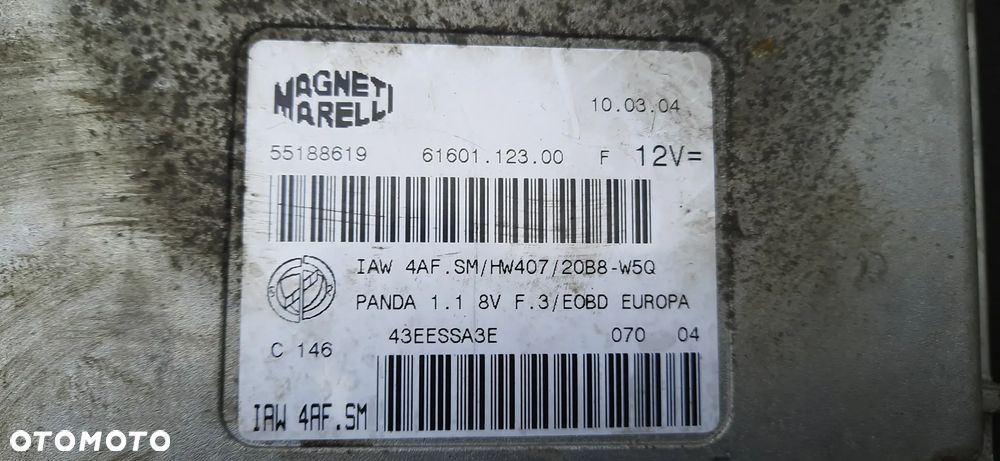 MAGNETI
MARELLI
10.03.04
55188619 61601.123.00 F 12V=
IAW 4AF.SM/HW407/20B8-W5Q
PANDA 1.1 8V F.3/EOBD EUROPA
43EESSA3E 070 04
C 146
IAW 4AF.SM
OTOMOTO